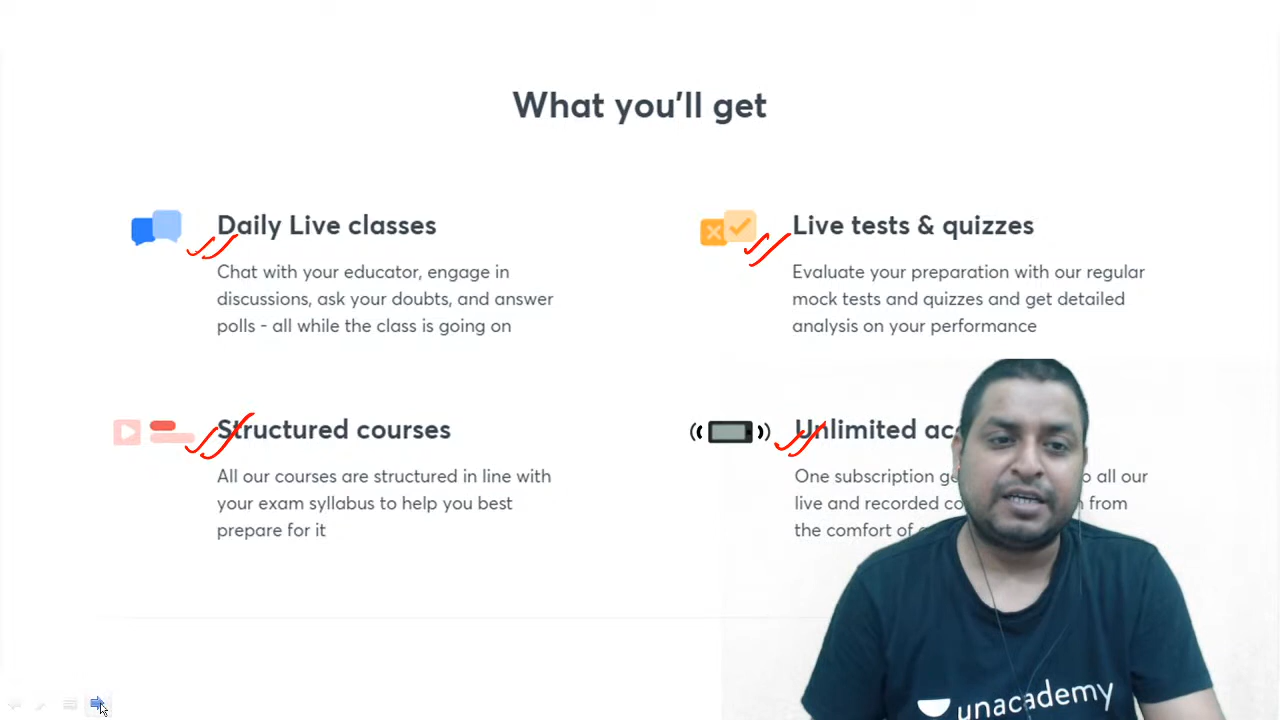 What you'll get
Daily Live classes
Chat with your educator, engage in
discussions, ask your doubts, and answer
polls - all while the class is going on
Live tests & quizzes
Evaluate your preparation with our regular
mock tests and quizzes and get detailed
analysis on your performance
Structured courses
All our courses are structured in line with
your exam syllabus to help you best
prepare for it
Unlimited
One subscription all our
live and recorded from
the comfort of
unacademy